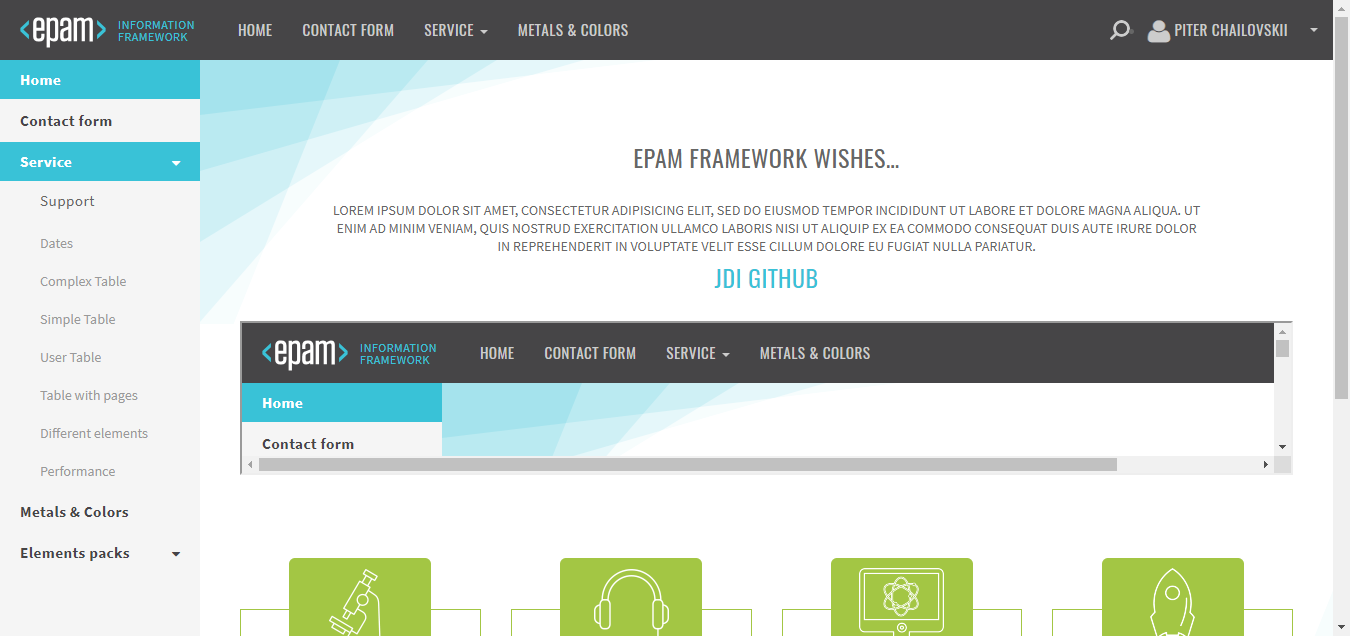 epam INFORMATION FRAMEWORK HOME CONTACT FORM SERVICE METALS & COLORS PITER CHAILOVSKII
Home
Contact form
Service
Support
Dates
Complex Table
Simple Table
User Table
Table with pages
Different elements
Performance
Metals & Colors
Elements packs
EPAM FRAMEWORK WISHES…
LOREM IPSUM DOLOR SIT AMET, CONSECTETUR ADIPISICING ELIT, SED DO EIUSMOD TEMPOR INCIDIDUNT UT LABORE ET DOLORE MAGNA ALIQUA. UT
ENIM AD MINIM VENIAM, QUIS NOSTRUD EXERCITATION ULLAMCO LABORIS NISI UT ALIQUIP EX EA COMMODO CONSEQUAT DUIS AUTE IRURE DOLOR
IN REPREHENDERIT IN VOLUPTATE VELIT ESSE CILLUM DOLORE EU FUGIAT NULLA PARIATUR.
JDI GITHUB
epam INFORMATION FRAMEWORK HOME CONTACT FORM SERVICE METALS & COLORS
Home
Contact form